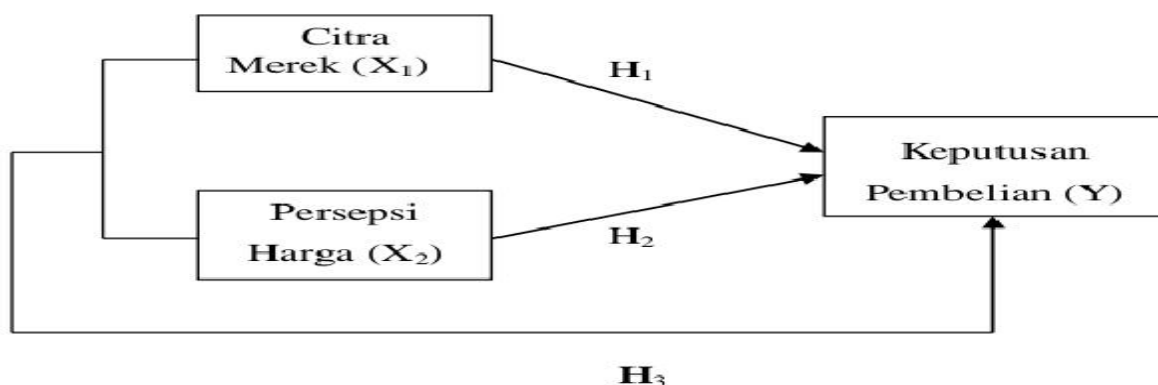 Citra
Merek (X₁)
H₁
Keputusan
Pembelian (Y)
Persepsi
Harga (X₂)
H₂
H₃